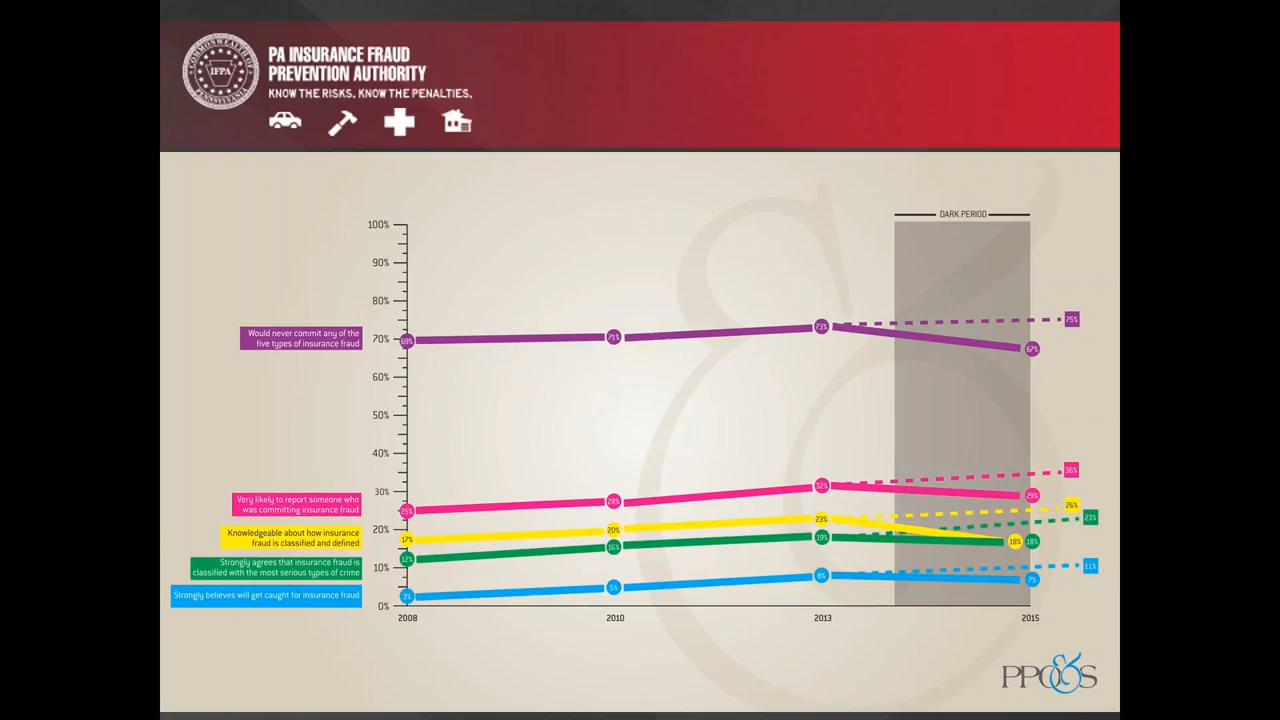 COMMONWEALTH OF
IFPA
PENNSYLVANIA
PA INSURANCE FRAUD
PREVENTION AUTHORITY
KNOW THE RISKS. KNOW THE PENALTIES.
DARK PERIOD
100%
90%
80%
70%
60%
50%
40%
30%
20%
10%
0%
Would never commit any of the
five types of insurance fraud
69%
71%
73%
67%
75%
Very likely to report someone who
was committing insurance fraud
25%
28%
32%
29%
36%
Knowledgeable about how insurance
fraud is classified and defined
17%
20%
23%
18%
26%
Strongly agrees that insurance fraud is
classified with the most serious types of crime
12%
16%
19%
18%
23%
Strongly believes will get caught for insurance fraud
3%
5%
8%
7%
11%
2008
2010
2013
2015
PPO&S